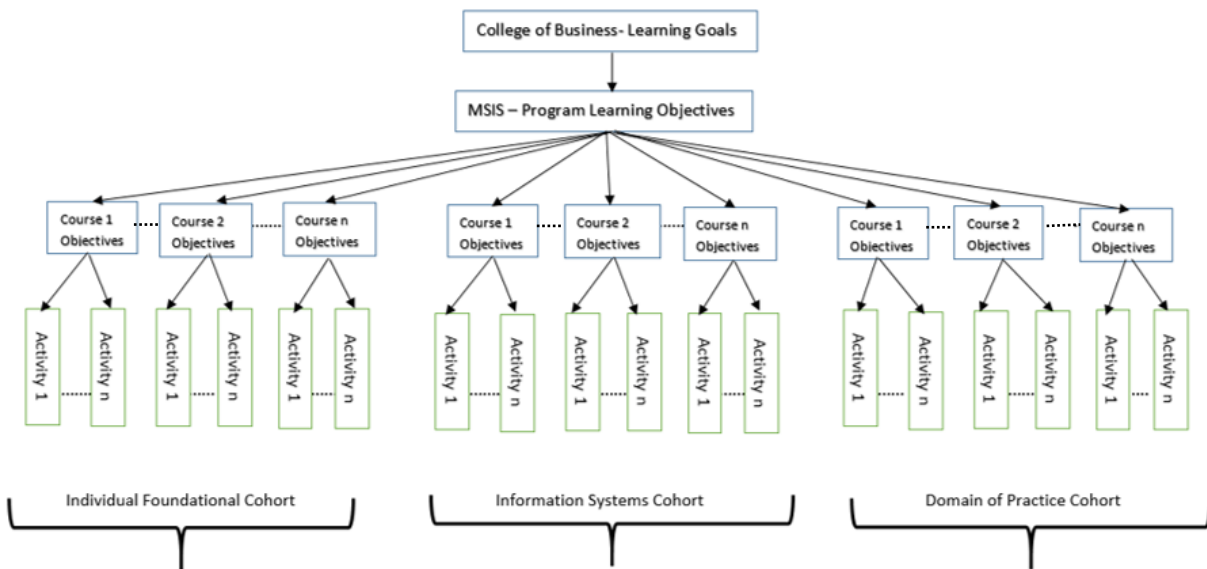 College of Business- Learning Goals
MSIS – Program Learning Objectives
Course 1
Objectives
Course 2
Objectives
Course n
Objectives
Course 1
Objectives
Course 2
Objectives
Course n
Objectives
Course 1
Objectives
Course 2
Objectives
Course n
Objectives
Activity 1
Activity n
Activity 1
Activity n
Activity 1
Activity n
Activity 1
Activity n
Activity 1
Activity n
Activity 1
Activity n
Activity 1
Activity n
Activity 1
Activity n
Activity 1
Activity n
Individual Foundational Cohort
Information Systems Cohort
Domain of Practice Cohort